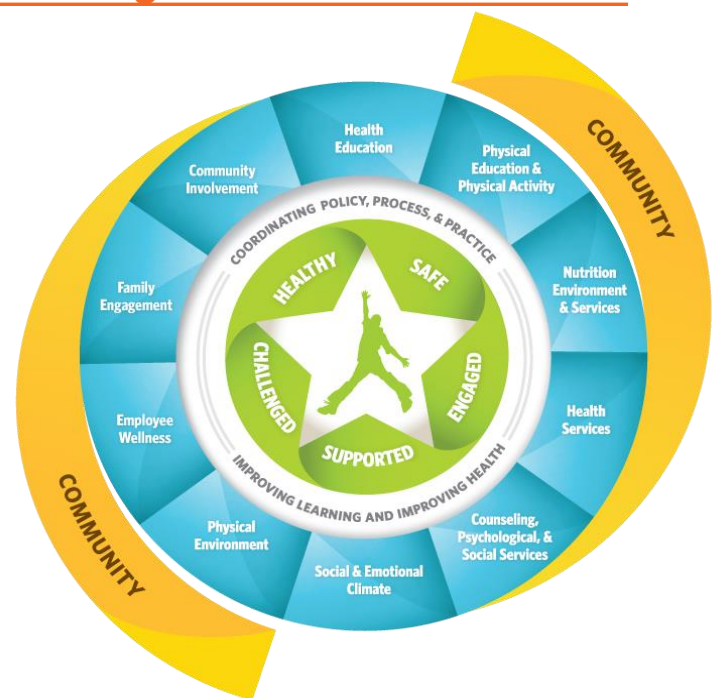 COMMUNITY
Health
Education
Physical
Education &
Physical Activity
Nutrition
Environment
& Services
Health
Services
Counseling,
Psychological, &
Social Services
Social & Emotional
Climate
Physical
Environment
Employee
Wellness
Family
Engagement
Community
Involvement
COORDINATING POLICY, PROCESS, & PRACTICE
IMPROVING LEARNING AND IMPROVING HEALTH
HEALTHY
SAFE
ENGAGED
SUPPORTED
CHALLENGED
COMMUNITY